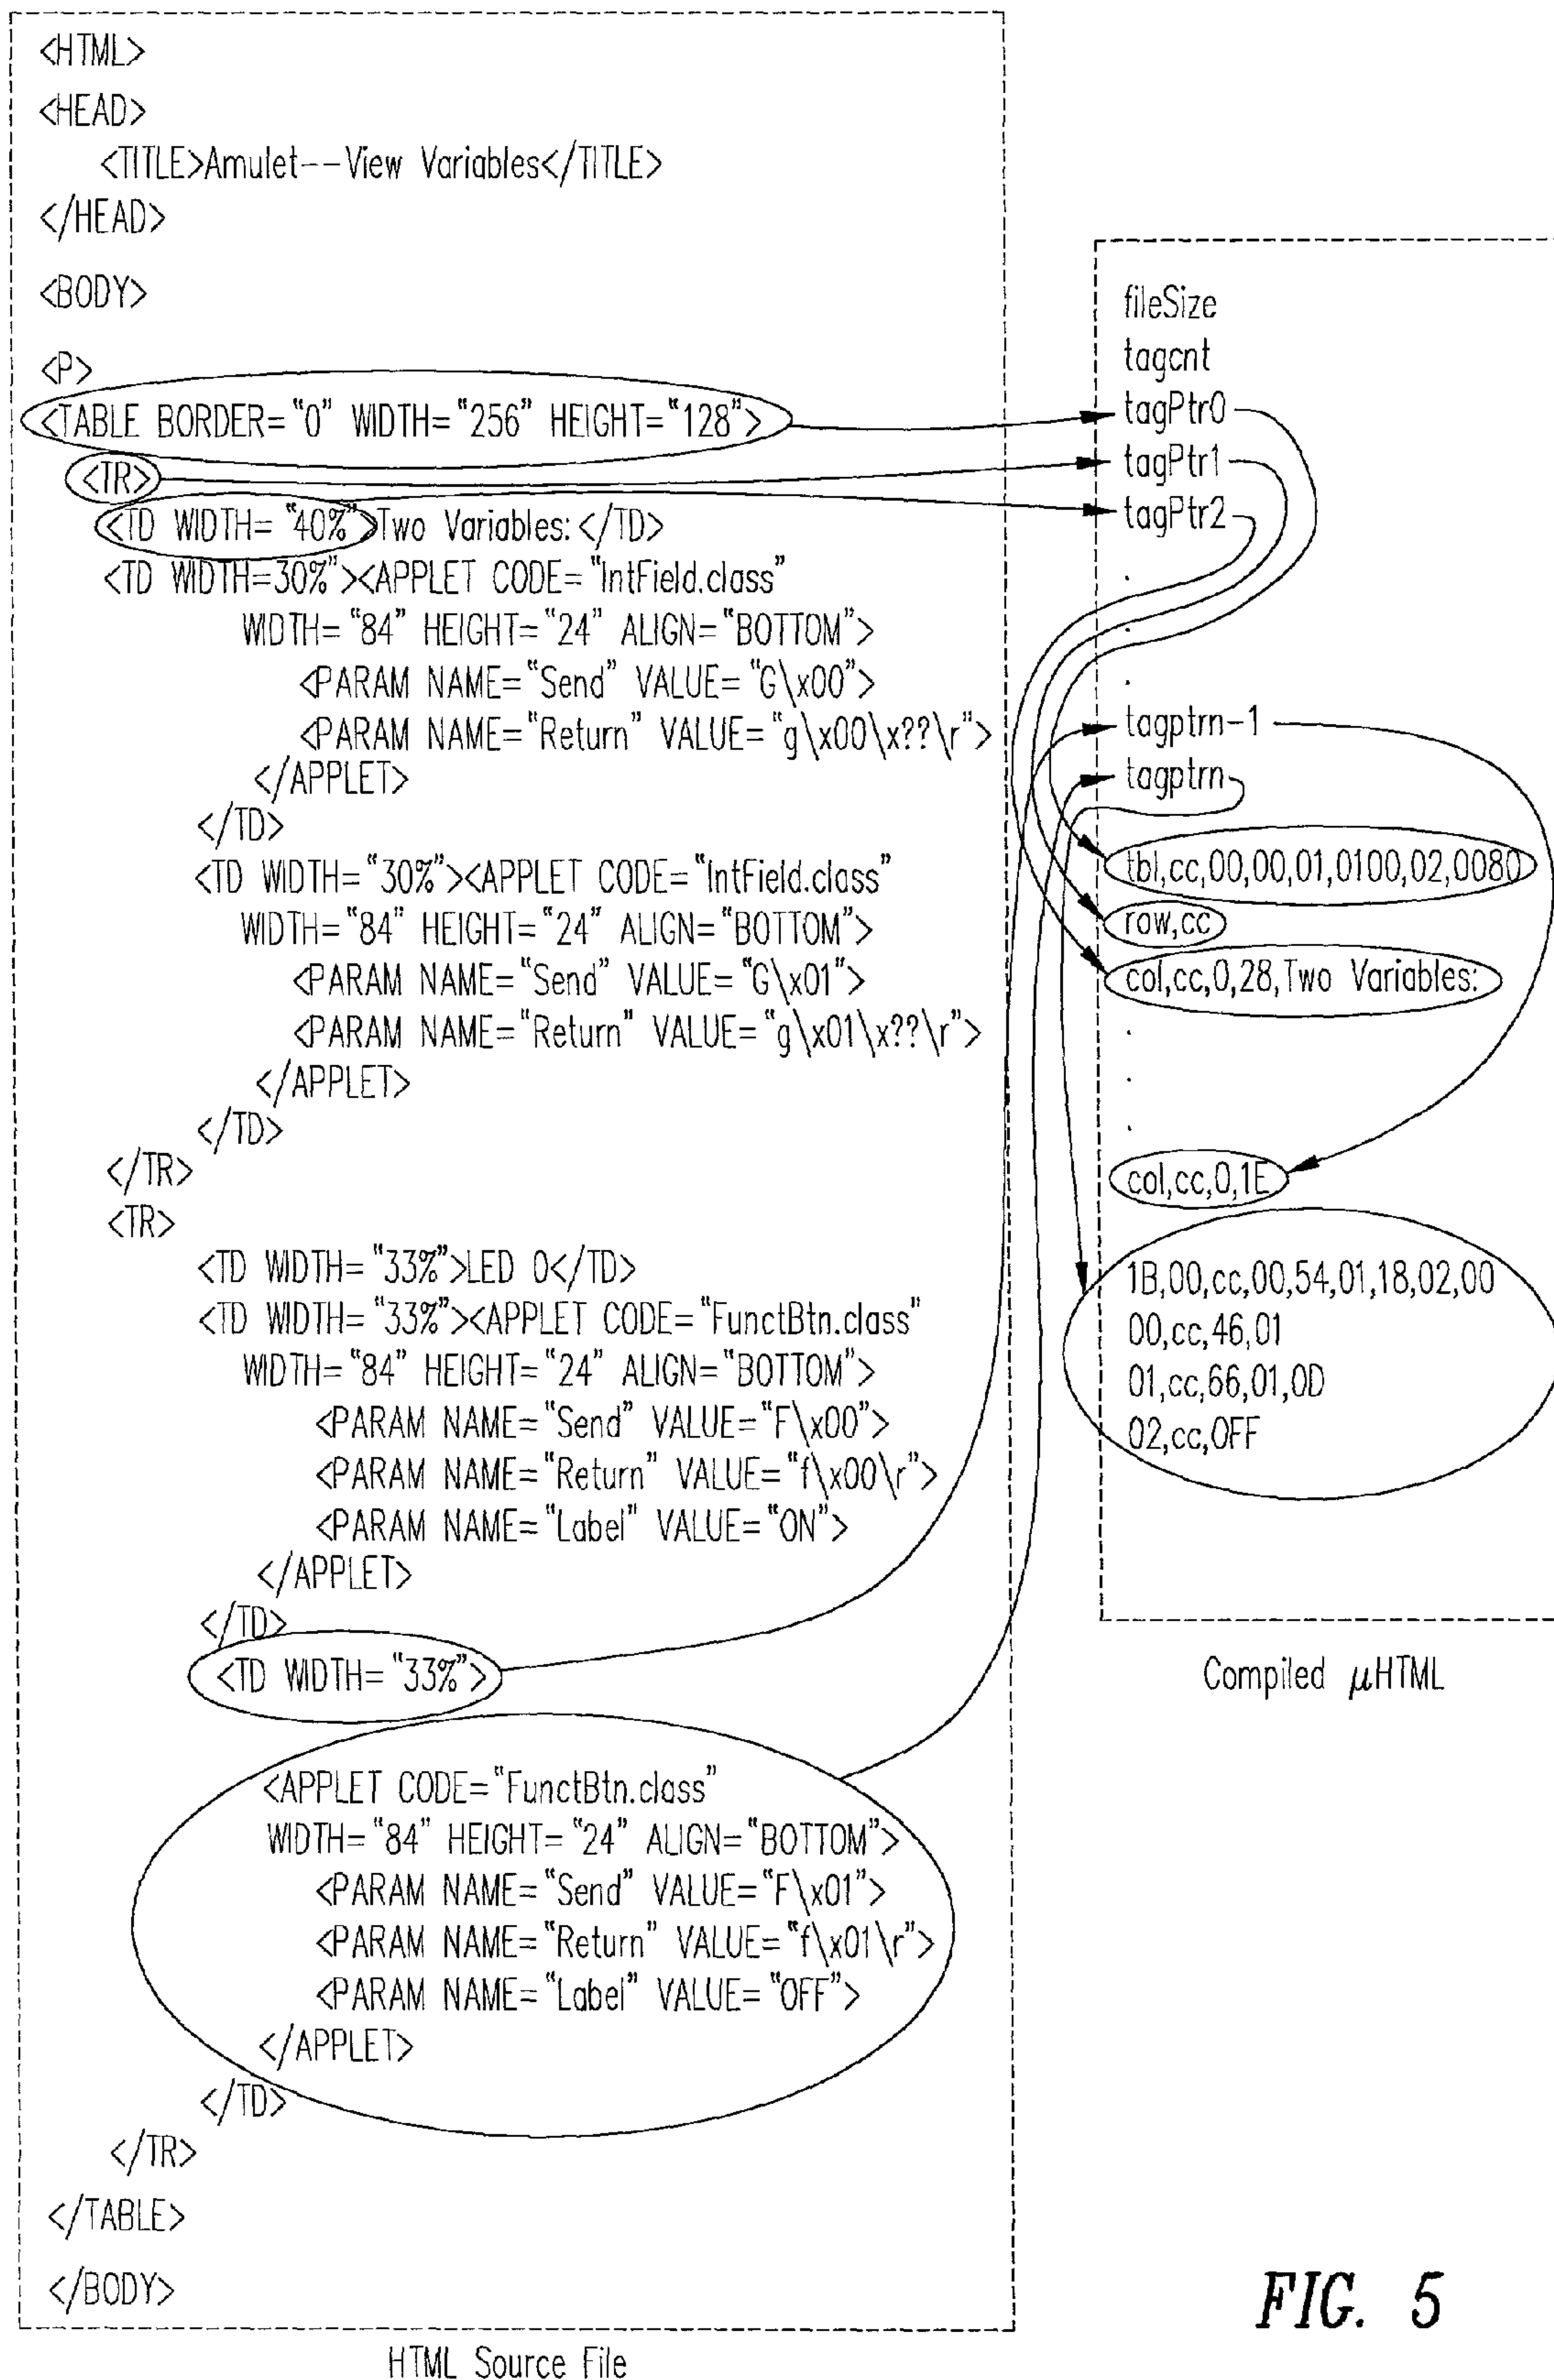 <HTML>
<HEAD>
<TITLE>Amulet--View Variables</TITLE>
</HEAD>
<BODY>
<P>
<TABLE BORDER="0" WIDTH="256" HEIGHT="128">
<TR>
<TD WIDTH="40%">Two Variables:</TD>
<TD WIDTH=30%"><APPLET CODE="IntField.class"
WIDTH="84" HEIGHT="24" ALIGN="BOTTOM">
<PARAM NAME="Send" VALUE="G\x00">
<PARAM NAME="Return" VALUE="g\x00\x??\r">
</APPLET>
</TD>
<TD WIDTH="30%"><APPLET CODE="IntField.class"
WIDTH="84" HEIGHT="24" ALIGN="BOTTOM">
<PARAM NAME="Send" VALUE="G\x01">
<PARAM NAME="Return" VALUE="g\x01\x??\r">
</APPLET>
</TD>
</TR>
<TR>
<TD WIDTH="33%">LED 0</TD>
<TD WIDTH="33%"><APPLET CODE="FunctBtn.class"
WIDTH="84" HEIGHT="24" ALIGN="BOTTOM">
<PARAM NAME="Send" VALUE="F\x00">
<PARAM NAME="Return" VALUE="f\x00\r">
<PARAM NAME="Label" VALUE="ON">
</APPLET>
</TD>
<TD WIDTH="33%">
<APPLET CODE="FunctBtn.class"
WIDTH="84" HEIGHT="24" ALIGN="BOTTOM">
<PARAM NAME="Send" VALUE="F\x01">
<PARAM NAME="Return" VALUE="f\x01\r">
<PARAM NAME="Label" VALUE="OFF">
</APPLET>
</TD>
</TR>
</TABLE>
</BODY>
HTML Source File
fileSize
tagcnt
tagPtr0
tagPtr1
tagPtr2
.
.
.
tagptrn-1
tagptrn
tbl,cc,00,00,01,0100,02,0080
row,cc
col,cc,0,28,Two Variables:
.
.
.
col,cc,0,1E
1B,00,cc,00,54,01,18,02,00
00,cc,46,01
01,cc,66,01,0D
02,cc,OFF
Compiled μHTML
FIG. 5